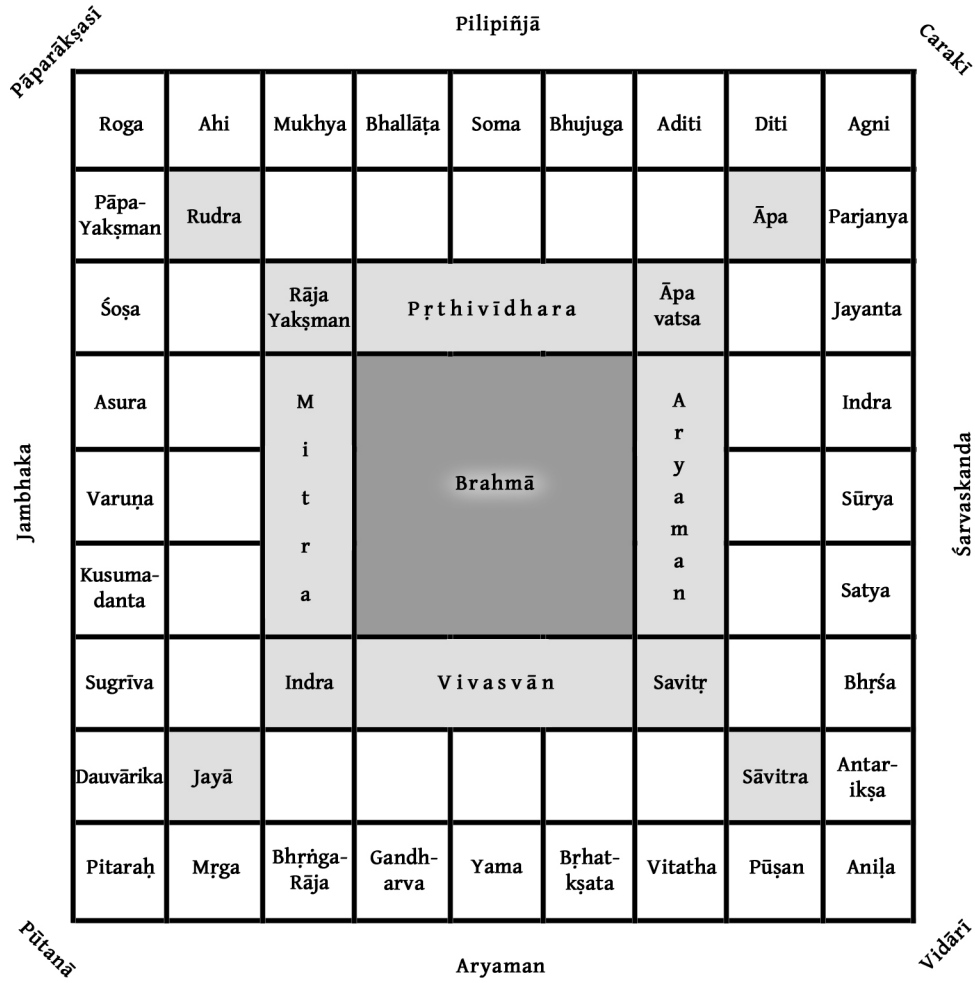 Pilipiñjā
Pāparākṣasī
Carakī
Roga Ahi Mukhya Bhallāṭa Soma Bhujuga Aditi Diti Agni
Pāpa-
Yakṣman
Rudra Āpa Parjanya
Śoṣa
Rāja
Yakṣman
Pṛthivīdhara
Āpa
vatsa
Jayanta
Asura
Mitra
Brahmā
Aryaman
Indra
Jambhaka
Varuṇa
Sūrya
Śarvaskanda
Kusuma-
danta
Satya
Sugrīva Indra Vivasvān Savitṛ Bhṛśa
Dauvārika Jayā Sāvitra
Antar-
ikṣa
Pitaraḥ Mṛga
Bhṛṅga-
Rāja
Gandh-
arva
Yama
Bṛhat-
kṣata
Vitatha Pūṣan Aniḷa
Pūtanā
Aryaman
Vidārī